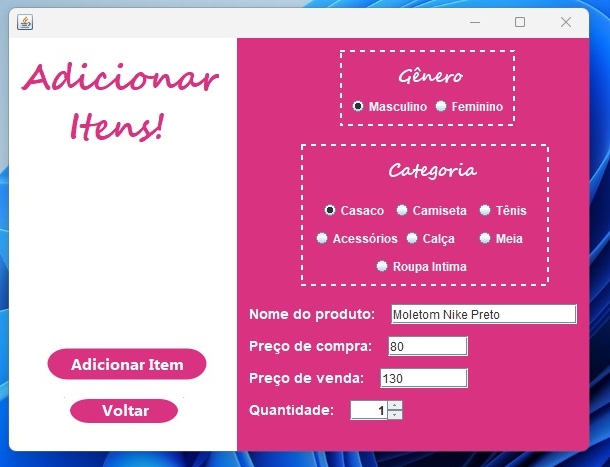 Adicionar
Itens!
Adicionar Item
Voltar
Gênero
Masculino Feminino
Categoria
Casaco Camiseta Tênis
Acessórios Calça Meia
Roupa Intima
Nome do produto: Moletom Nike Preto
Preço de compra: 80
Preço de venda: 130
Quantidade: 1